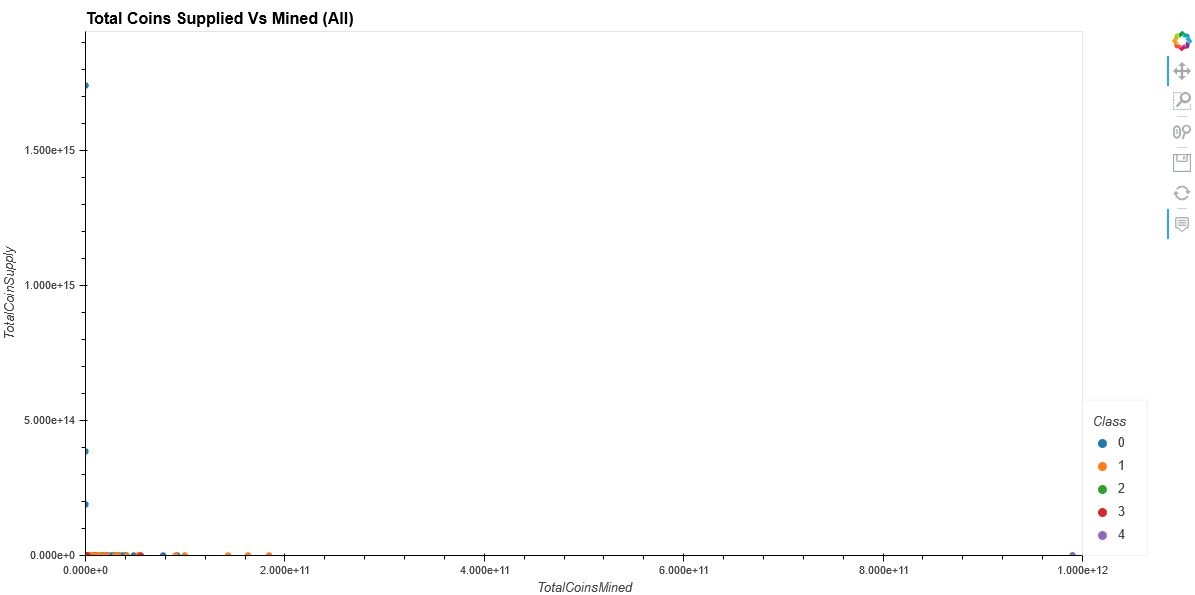 Total Coins Supplied Vs Mined (All)
TotalCoinSupply
1.500e+15
1.000e+15
5.000e+14
0.000e+0
0.000e+0
2.000e+11
4.000e+11
6.000e+11
8.000e+11
1.000e+12
TotalCoinsMined
Class
0
1
2
3
4